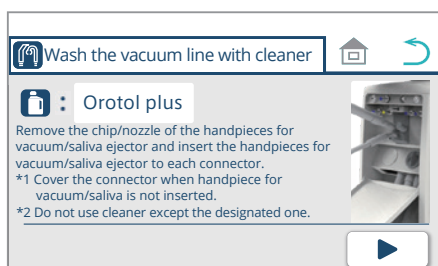 Wash the vacuum line with cleaner
: Orotol plus
Remove the chip/nozzle of the handpieces for
vacuum/saliva ejector and insert the handpieces for
vacuum/saliva ejector to each connector.
*1 Cover the connector when handpiece for
vacuum/saliva is not inserted.
*2 Do not use cleaner except the designated one.